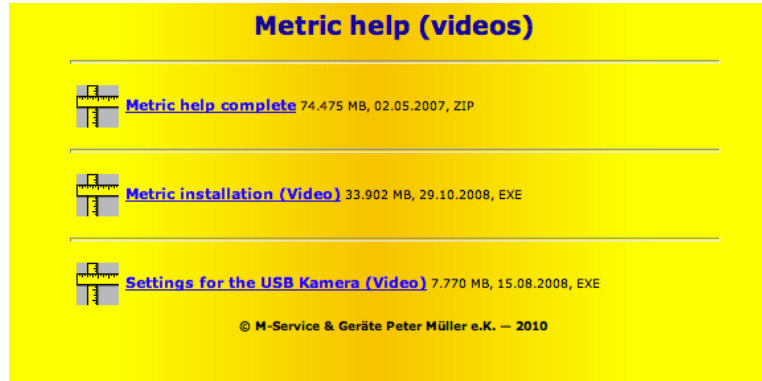 Metric help (videos)
Metric help complete 74.475 MB, 02.05.2007, ZIP
Metric installation (Video) 33.902 MB, 29.10.2008, EXE
Settings for the USB Kamera (Video) 7.770 MB, 15.08.2008, EXE
© M-Service & Geräte Peter Müller e.K. — 2010